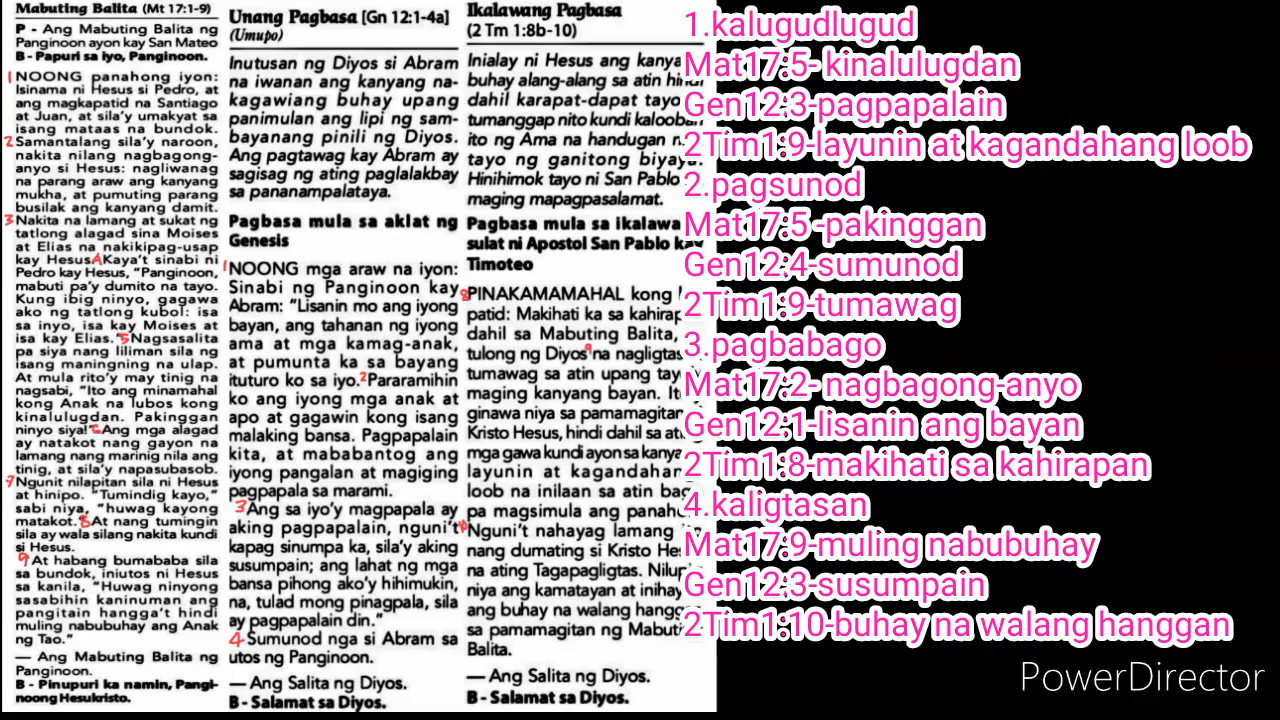 Mabuting Balita (Mt 17:1-9)
P - Ang Mabuting Balita ng
Panginoon ayon kay San Mateo
B - Papuri sa iyo, Panginoon.
1 NOONG panahong iyon:
Isinama ni Hesus si Pedro, at
ang magkapatid na Santiago
at Juan, at sila'y umakyat sa
isang mataas na bundok.
2 Samantalang sila'y naroon,
nakita nilang nagbagong-
anyo si Hesus: nagliwanag
na parang araw ang kanyang
mukha, at pumuting parang
busilak ang kanyang damit.
3 Nakita na lamang at sukat ng
tatlong alagad sina Moises
at Elias na nakikipag-usap
kay Hesus. 4 Kaya't sinabi ni
Pedro kay Hesus, "Panginoon,
mabuti pa'y dumito na tayo.
Kung ibig ninyo, gagawa
ako ng tatlong kubol: isa
sa inyo, isa kay Moises at
isa kay Elias." 5 Nagsasalita
pa siya nang liliman sila ng
isang maningning na ulap.
At mula rito'y may tinig na
nagsabi, "Ito ang minamahal
kong Anak na lubos kong
kinalulugdan. Pakinggan
ninyo siya!" 6 Ang mga alagad
ay natakot nang gayon na
lamang nang marinig nila ang
tinig, at sila'y napasubasob.
7 Ngunit nilapitan sila ni Hesus
at hinipo. "Tumindig kayo,"
sabi niya, "huwag kayong
matakot." 8 At nang tumingin
sila ay wala silang nakita kundi
si Hesus.
9 At habang bumababa sila
sa bundok, iniutos ni Hesus
sa kanila, "Huwag ninyong
sasabihin kaninuman ang
pangitain hangga't hindi
muling nabubuhay ang Anak
ng Tao."
— Ang Mabuting Balita ng
Panginoon.
B - Pinupuri ka namin, Pangi-
noong Hesukristo.
Unang Pagbasa [Gn 12:1-4a]
(Umupo)
Inutusan ng Diyos si Abram
na iwanan ang kanyang na-
kagawiang buhay upang
panimulan ang lipi ng sam-
bayanang pinili ng Diyos.
Ang pagtawag kay Abram ay
sagisag ng ating paglalakbay
sa pananampalataya.
Pagbasa mula sa aklat ng
Genesis
1 NOONG mga araw na iyon:
Sinabi ng Panginoon kay
Abram: "Lisanin mo ang iyong
bayan, ang tahanan ng iyong
ama at mga kamag-anak,
at pumunta ka sa bayang
ituturo ko sa iyo. 2 Pararamihin
ko ang iyong mga anak at
apo at gagawin kong isang
malaking bansa. Pagpapalain
kita, at mababantog ang
iyong pangalan at magiging
pagpapala sa marami.
3 Ang sa iyo'y magpapala ay
aking pagpapalain, nguni't
kapag sinumpa ka, sila'y aking
susumpain; ang lahat ng mga
bansa pihong ako'y hihimukin,
na, tulad mong pinagpala, sila
ay pagpapalain din."
4 Sumunod nga si Abram sa
utos ng Panginoon.
— Ang Salita ng Diyos.
B - Salamat sa Diyos.
Ikalawang Pagbasa
(2 Tm 1:8b-10)
Inialay ni Hesus ang kanya
buhay alang-alang sa atin
dahil karapat-dapat tayo
tumanggap nito kundi
ito ng Ama na handugan
tayo ng ganitong
Hinihimok tayo ni San Pablo
maging mapagpasalamat.
Pagbasa mula sa ikalawa
sulat ni Apostol San Pablo
Timoteo
8 PINAKAMAMAHAL kong
patid: Makihati ka sa
dahil sa Mabuting Balita,
tulong ng Diyos 9 na
tumawag sa atin upang
maging kanyang bayan.
ginawa niya sa
Kristo Hesus, hindi dahil sa
mga gawa kundi ayon sa
layunin at
loob na inilaan sa atin
pa magsimula ang
10 Nguni't nahayag lamang
nang dumating si Kristo
na ating Tagapagligtas.
niya ang kamatayan at
ang buhay na walang
sa pamamagitan ng
Balita.
— Ang Salita ng Diyos.
B - Salamat sa Diyos.
1.kalugudlugud
Mat17:5- kinalulugdan
Gen12:3-pagpapalain
2Tim1:9-layunin at kagandahang loob
2.pagsunod
Mat17:5 -pakinggan
Gen12:4-sumunod
2Tim1:9-tumawag
3.pagbabago
Mat17:2- nagbagong-anyo
Gen12:1-lisanin ang bayan
2Tim1:8-makihati sa kahirapan
4.kaligtasan
Mat17:9-muling nabubuhay
Gen12:3-susumpain
2Tim1:10-buhay na walang hanggan
PowerDirector